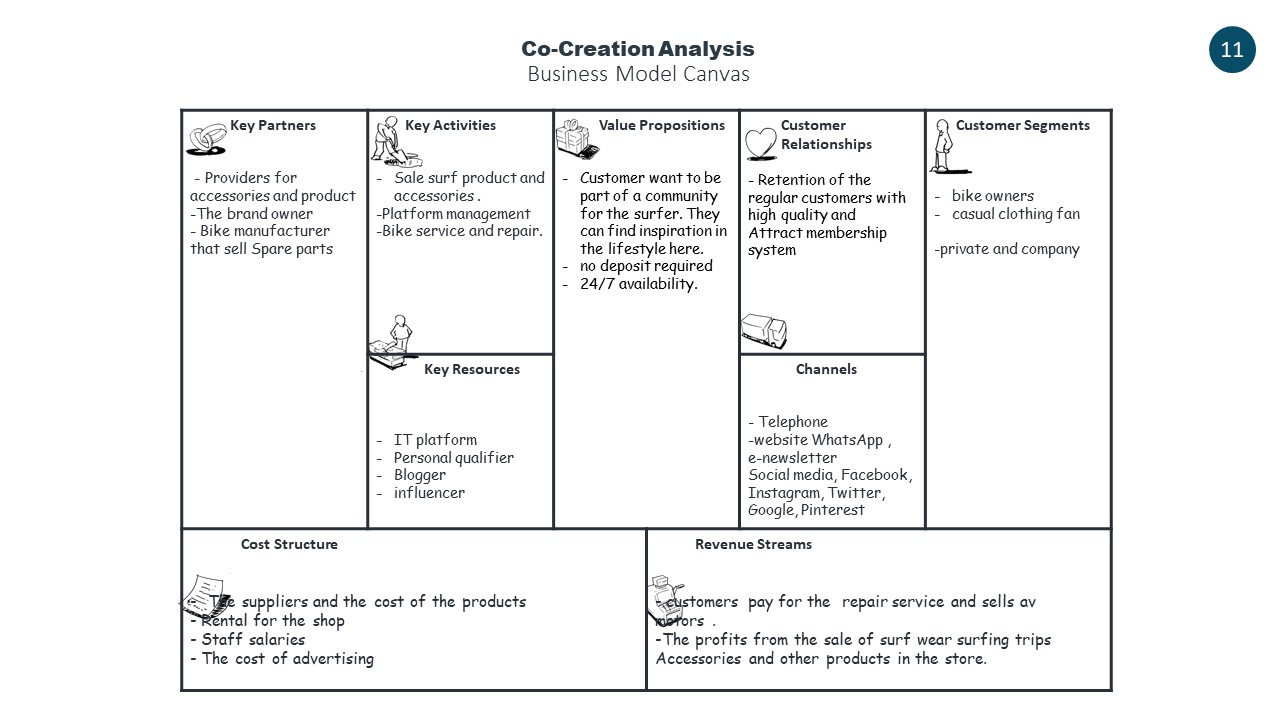 Co-Creation Analysis
Business Model Canvas
11
Key Partners
- Providers for
accessories and product
-The brand owner
- Bike manufacturer
that sell Spare parts
Key Activities
- Sale surf product and
accessories .
-Platform management
-Bike service and repair.
Key Resources
- IT platform
- Personal qualifier
- Blogger
- influencer
Value Propositions
- Customer want to be
part of a community
for the surfer. They
can find inspiration in
the lifestyle here.
- no deposit required
- 24/7 availability.
Customer
Relationships
- Retention of the
regular customers with
high quality and
Attract membership
system
Channels
- Telephone
-website WhatsApp ,
e-newsletter
Social media, Facebook,
Instagram, Twitter,
Google, Pinterest
Customer Segments
- bike owners
- casual clothing fan
-private and company
Cost Structure
- The suppliers and the cost of the products
- Rental for the shop
- Staff salaries
- The cost of advertising
Revenue Streams
- customers pay for the repair service and sells av
motors .
-The profits from the sale of surf wear surfing trips
Accessories and other products in the store.